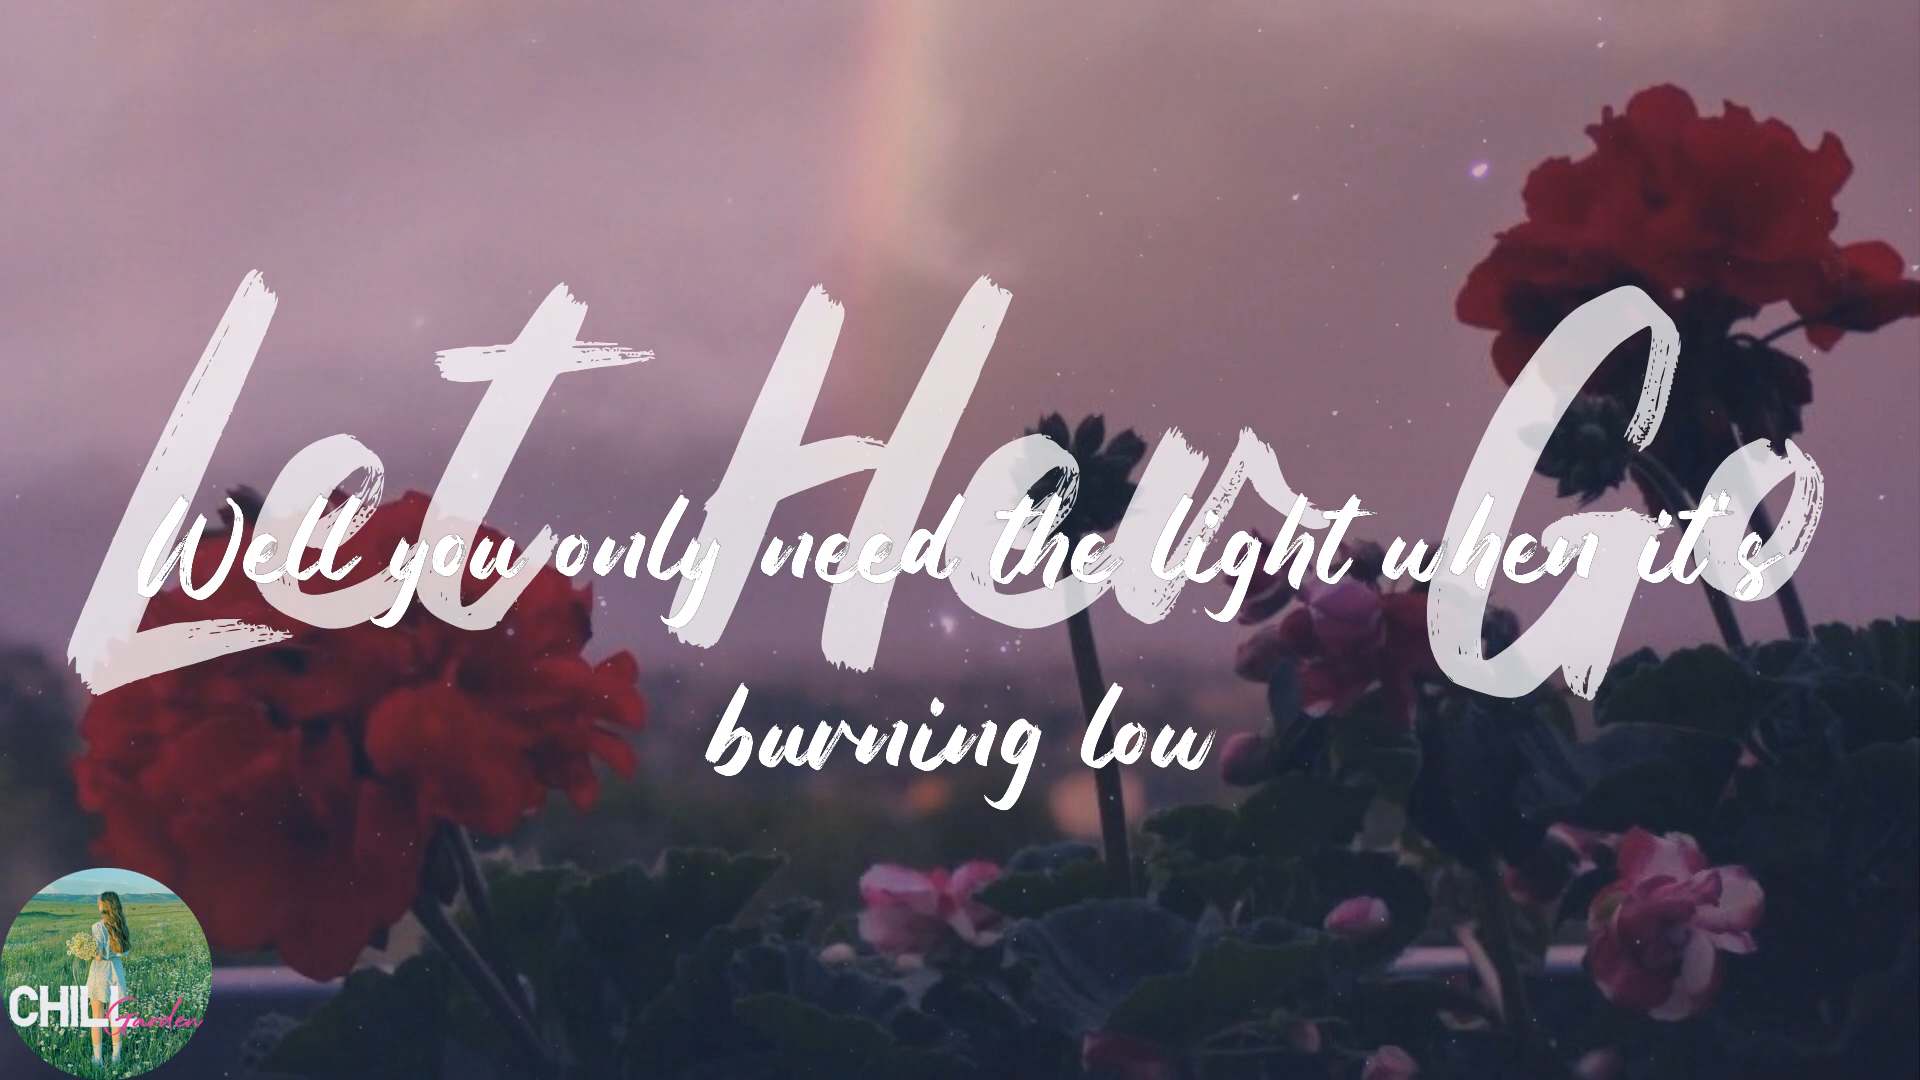 Let Her Go
Well you only need the light when it's
burning low
CHILL
Garden